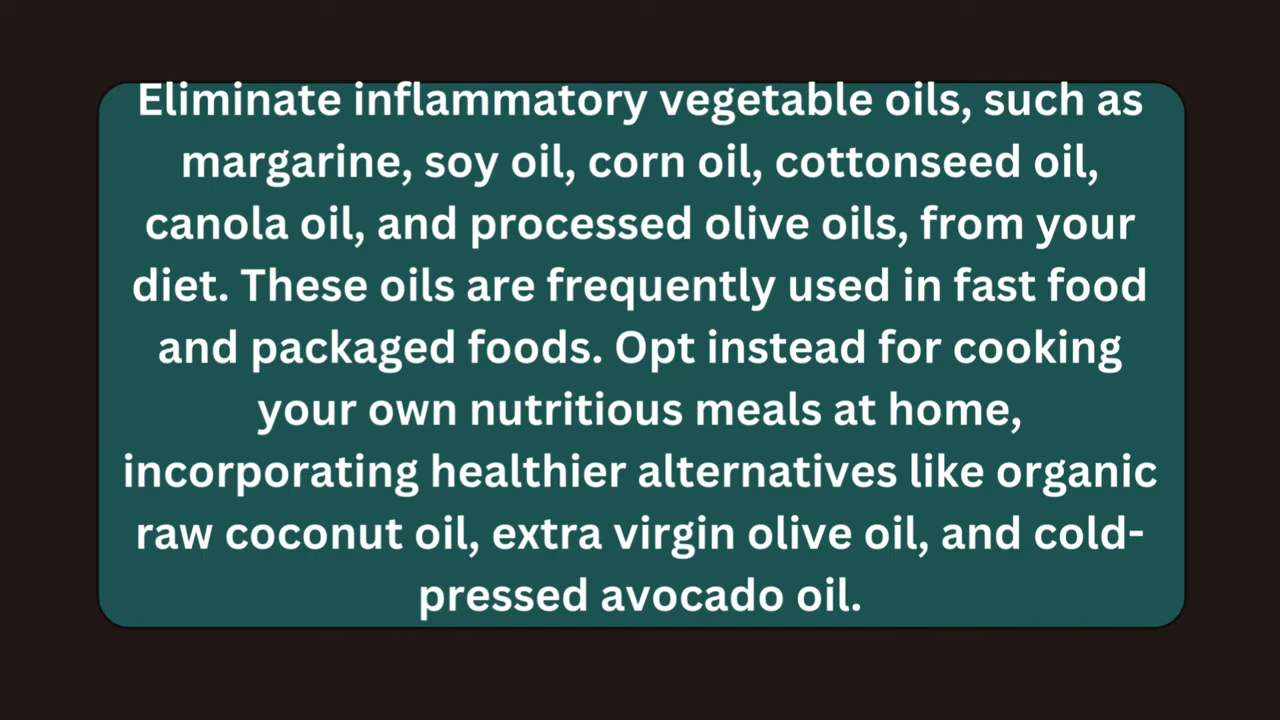 Eliminate inflammatory vegetable oils, such as
margarine, soy oil, corn oil, cottonseed oil,
canola oil, and processed olive oils, from your
diet. These oils are frequently used in fast food
and packaged foods. Opt instead for cooking
your own nutritious meals at home,
incorporating healthier alternatives like organic
raw coconut oil, extra virgin olive oil, and cold-
pressed avocado oil.